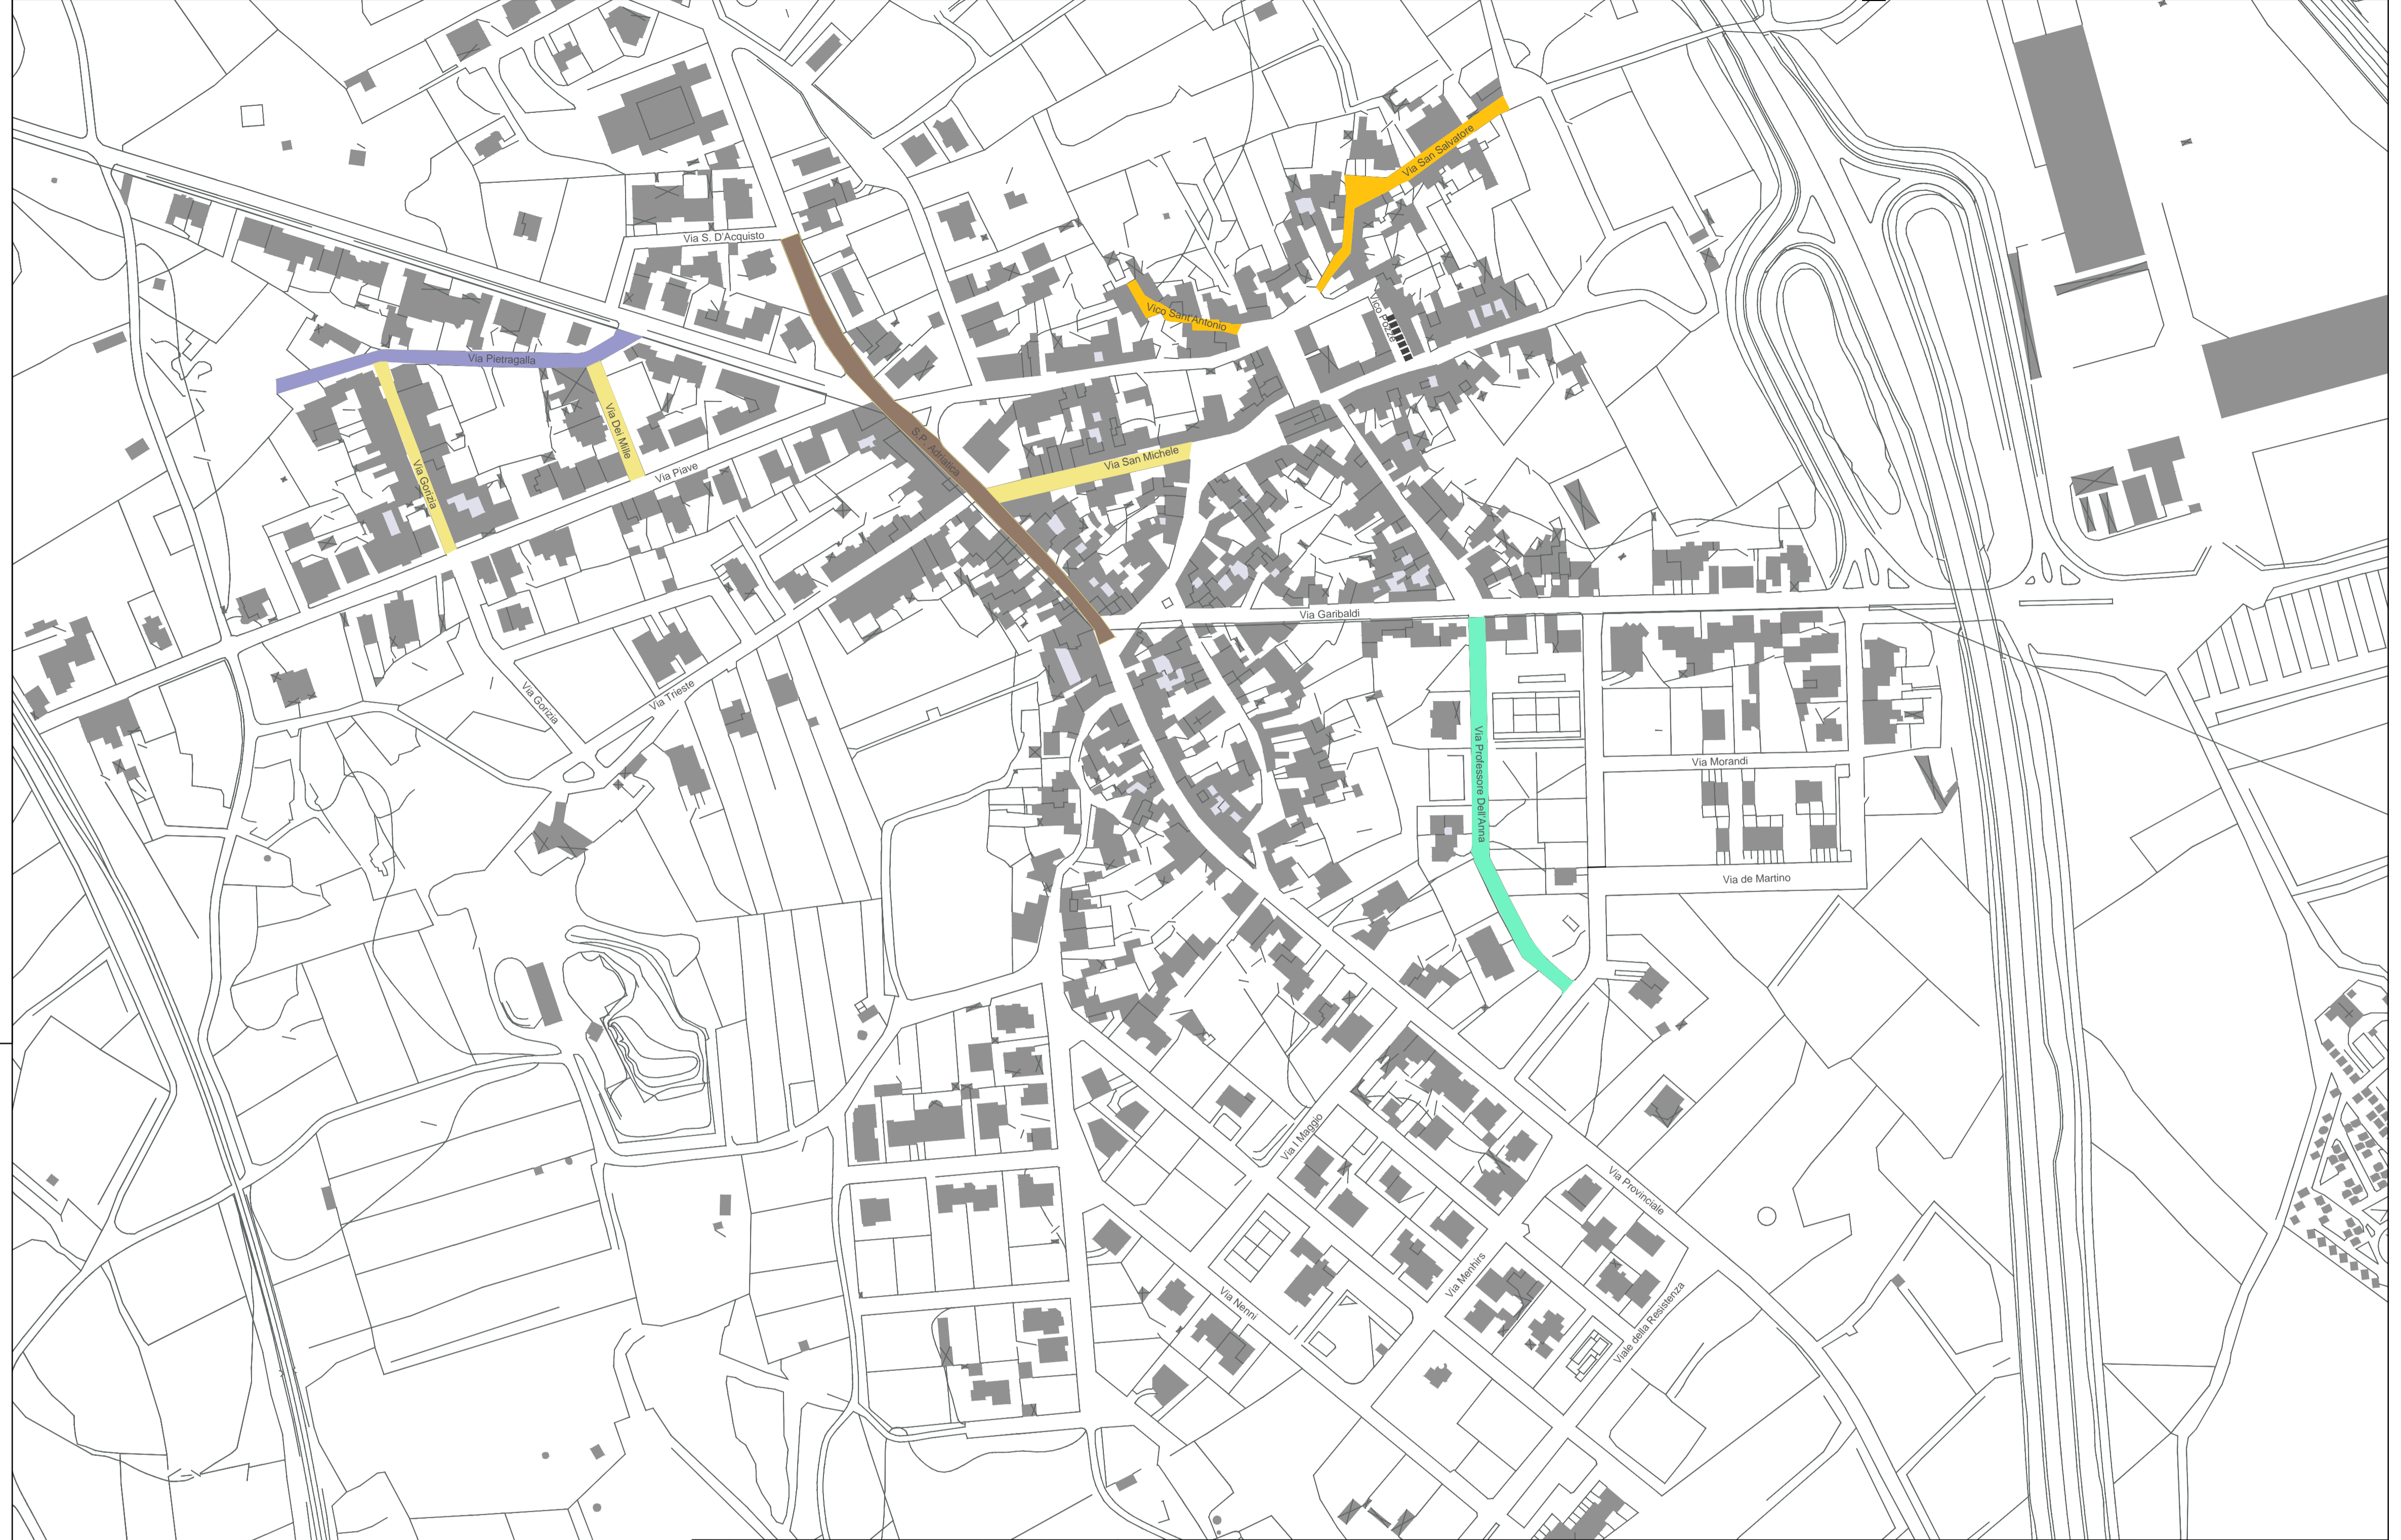 Via San Salvatore
Via S. D'Acquisto
Vico Sant'Antonio
Vico Pozze
Via Pietragalla
Via Dei Mille
S.P. Adriatica
Via San Michele
Via Gorizia
Via Piave
Via Garibaldi
Via Gorizia
Via Trieste
Via Professore Dell'Anna
Via Morandi
Via de Martino
Via I Maggio
Via Provinciale
Via Menhirs
Via Nenni
Viale della Resistenza